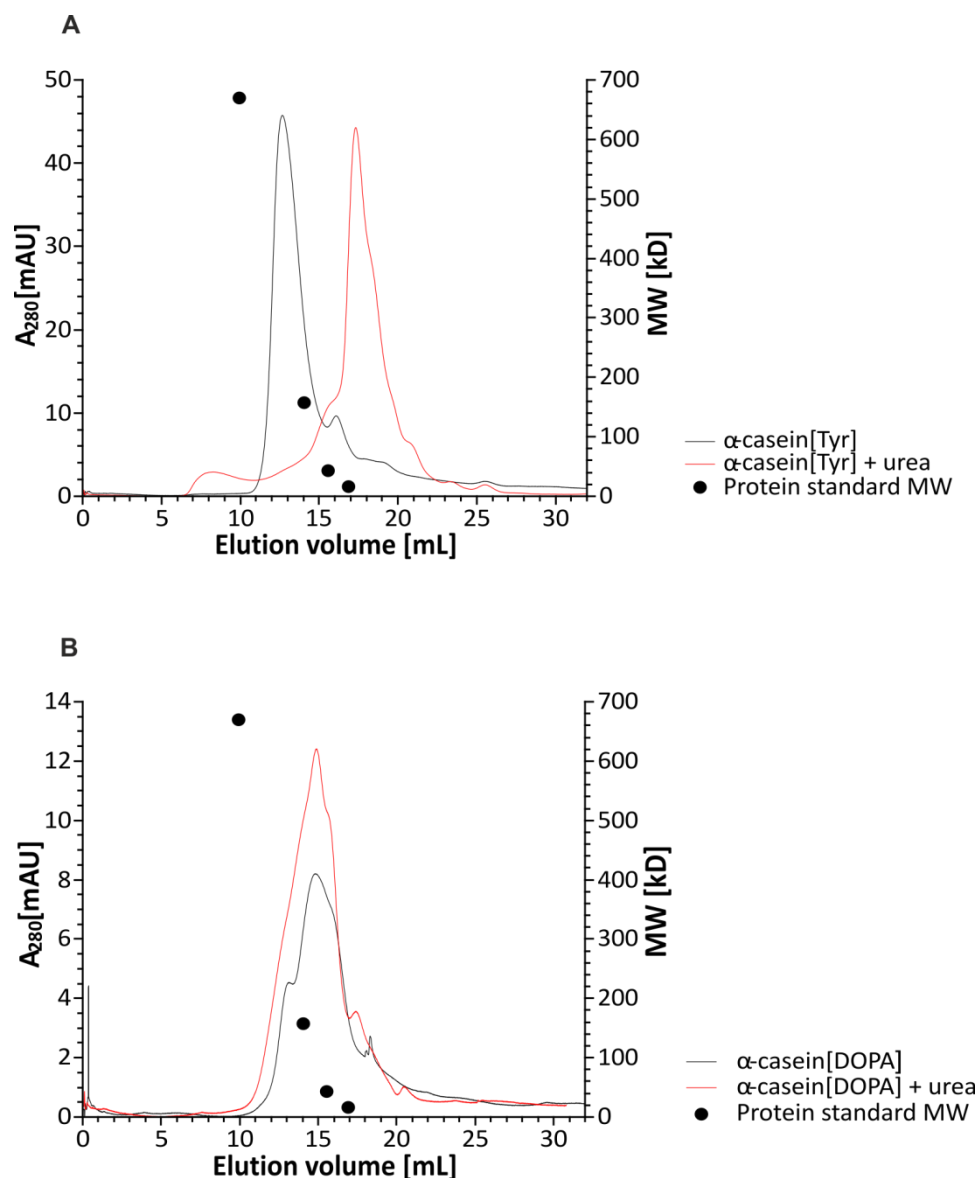 A
50
40
30
20
10
0
A280[mAU]
0 5 10 15 20 25 30
Elution volume [mL]
700
600
500
400
300
200
100
0
MW [kD]
α-casein[Tyr]
α-casein[Tyr] + urea
Protein standard MW
B
14
12
10
8
6
4
2
0
A280[mAU]
0 5 10 15 20 25 30
Elution volume [mL]
700
600
500
400
300
200
100
0
MW [kD]
α-casein[DOPA]
α-casein[DOPA] + urea
Protein standard MW